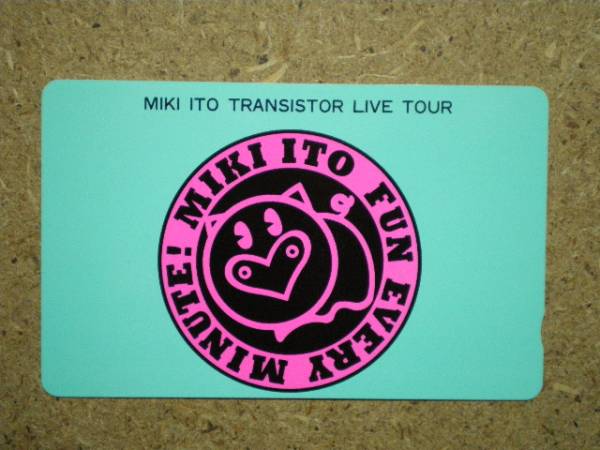 MIKI ITO TRANSISTOR LIVE TOUR
MIKI ITO FUN EVERY MINUTE!